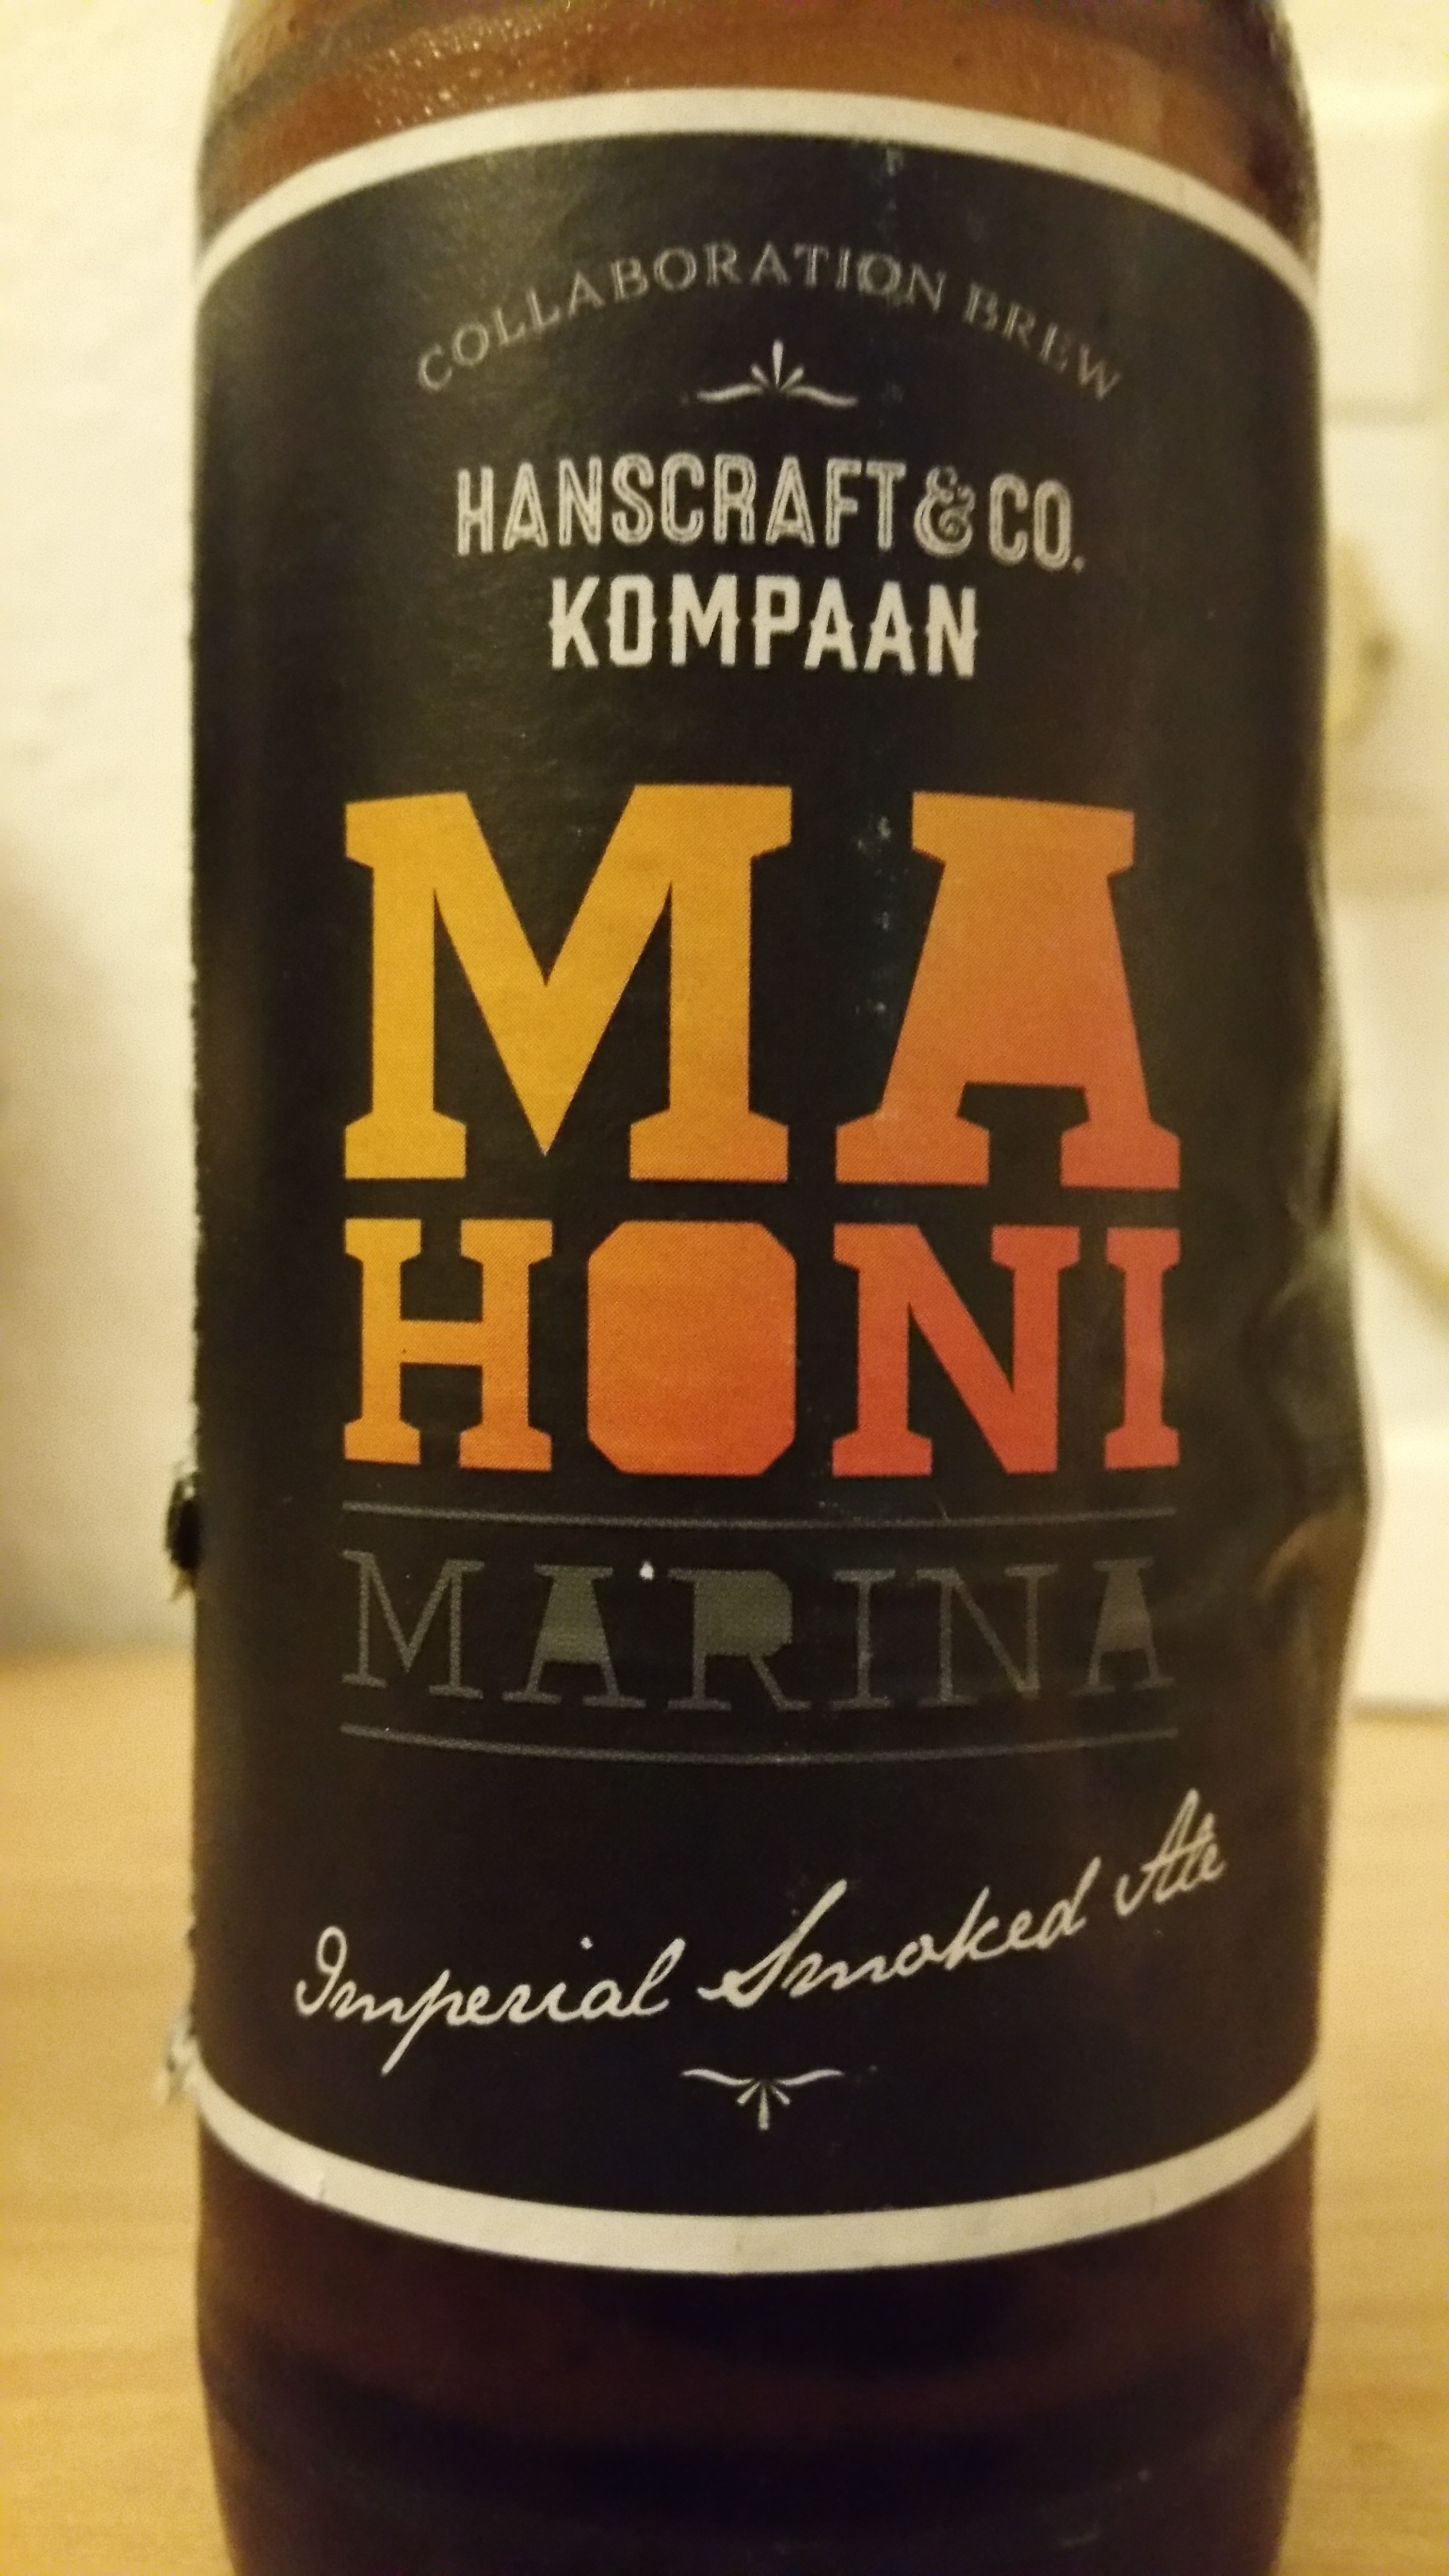 COLLABORATION BREW
HANSCRAFT & CO.
KOMPAAN
MA
HONI
MARINA
Imperial Smoked Ale